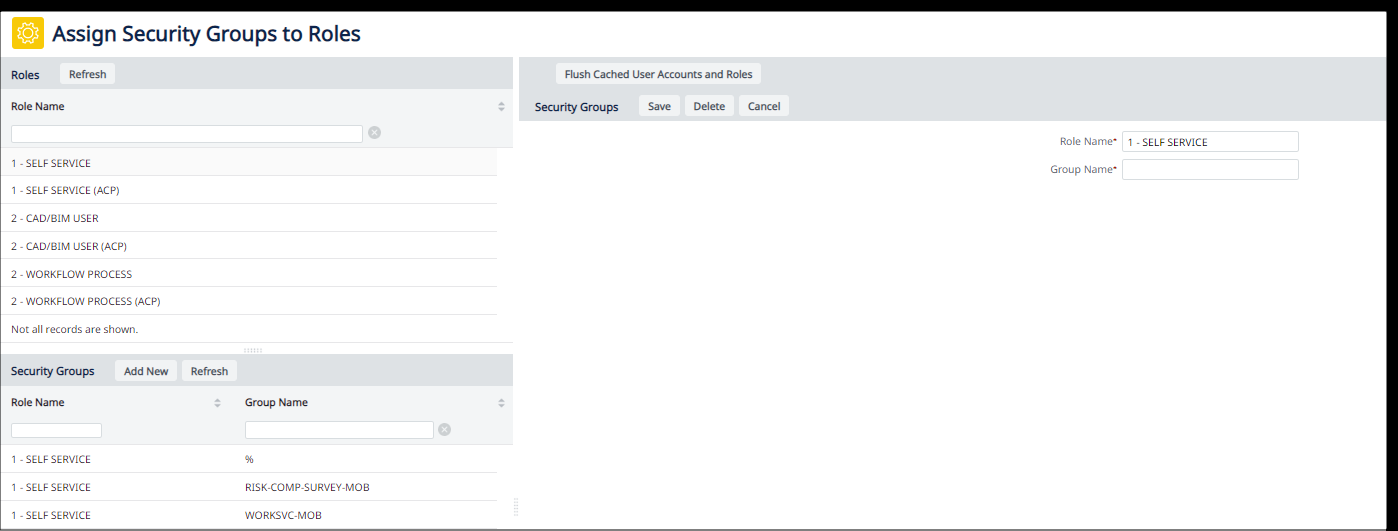 Assign Security Groups to Roles
Roles Refresh
Role Name
1 - SELF SERVICE
1 - SELF SERVICE (ACP)
2 - CAD/BIM USER
2 - CAD/BIM USER (ACP)
2 - WORKFLOW PROCESS
2 - WORKFLOW PROCESS (ACP)
Not all records are shown.
Security Groups Add New Refresh
Role Name Group Name
1 - SELF SERVICE %
1 - SELF SERVICE RISK-COMP-SURVEY-MOB
1 - SELF SERVICE WORKSVC-MOB
Flush Cached User Accounts and Roles
Security Groups Save Delete Cancel
Role Name* 1 - SELF SERVICE
Group Name*